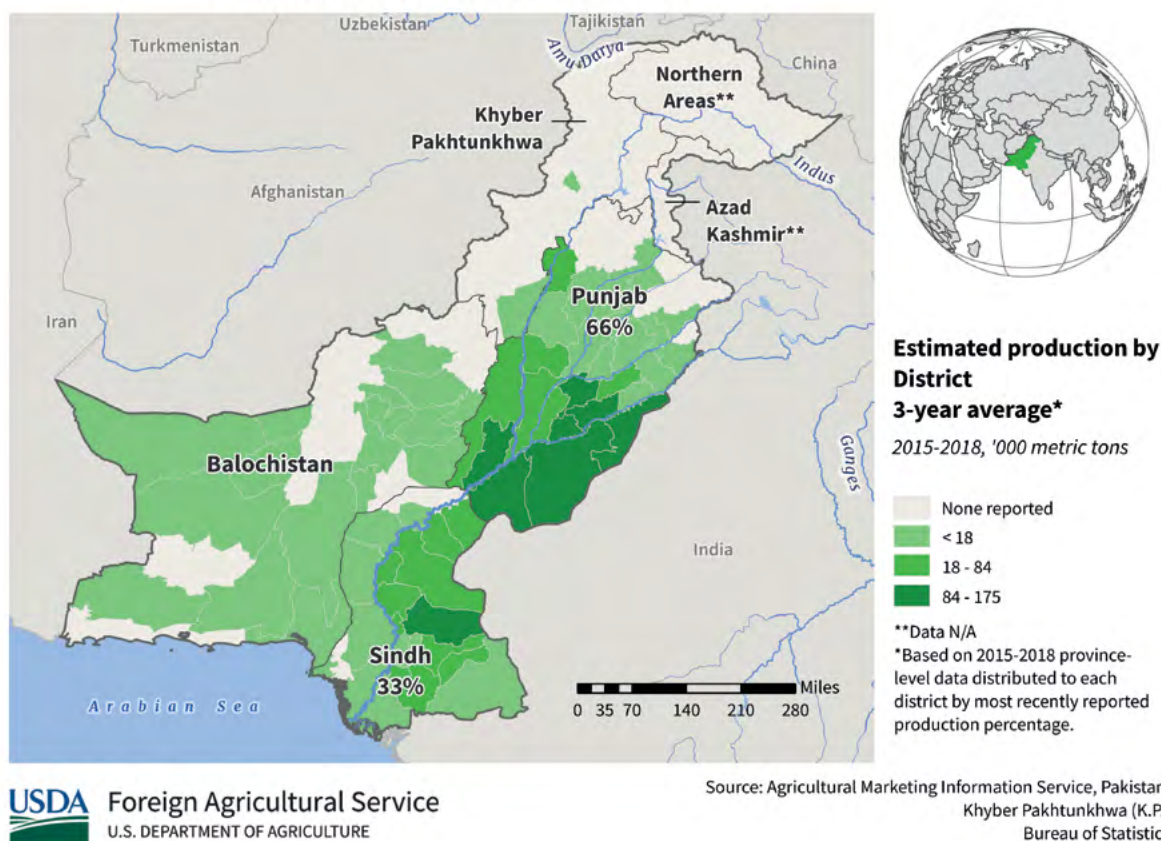 Uzbekistan
Tajikistan
Turkmenistan
Amu Darya
China
Northern
Areas**
Khyber
Pakhtunkhwa
Indus
Afghanistan
Azad
Kashmir**
Punjab
66%
Iran
Balochistan
Ganges
India
Sindh
33%
Arabian Sea
Miles
0 35 70 140 210 280
Estimated production by
District
3-year average*
2015-2018, '000 metric tons
None reported
< 18
18 - 84
84 - 175
**Data N/A
*Based on 2015-2018 province-
level data distributed to each
district by most recently reported
production percentage.
USDA
Foreign Agricultural Service
U.S. DEPARTMENT OF AGRICULTURE
Source: Agricultural Marketing Information Service, Pakistan
Khyber Pakhtunkhwa (K.P.
Bureau of Statistic